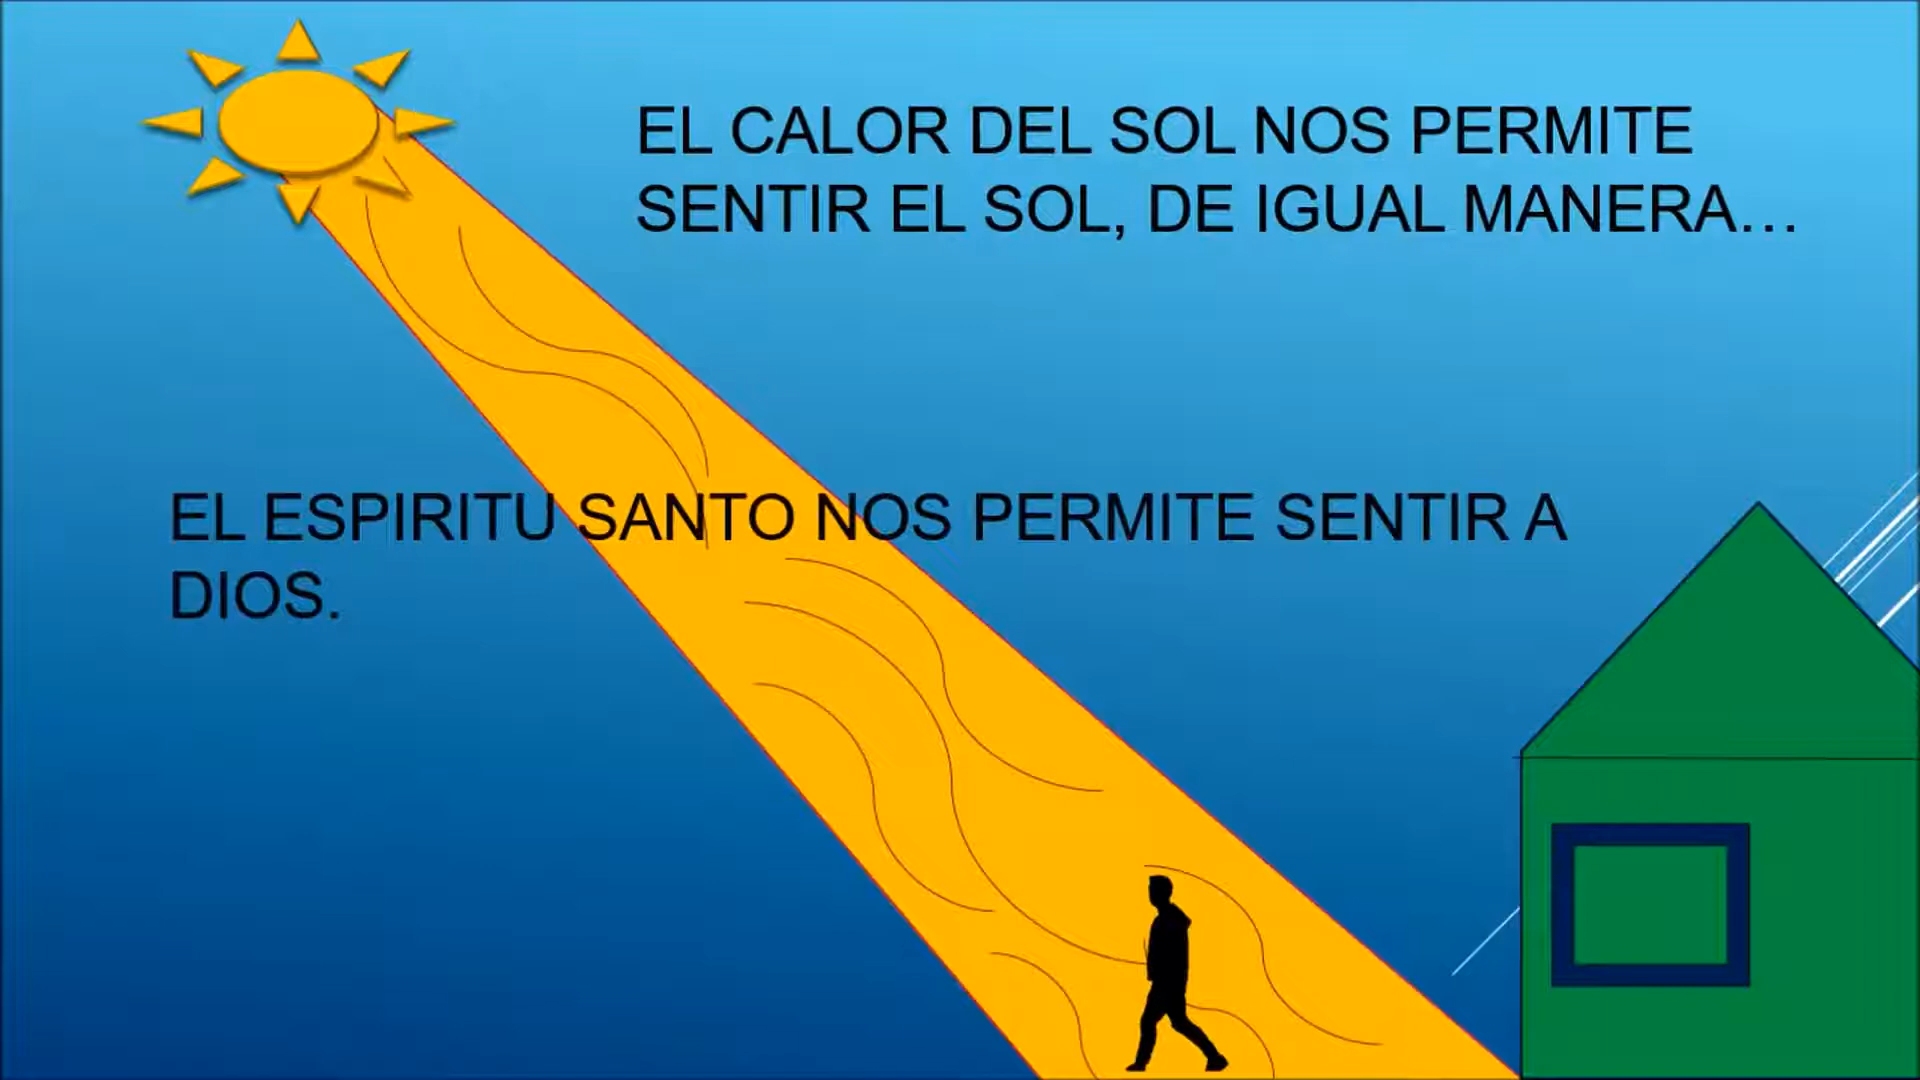 EL CALOR DEL SOL NOS PERMITE
SENTIR EL SOL, DE IGUAL MANERA…
EL ESPIRITU SANTO NOS PERMITE SENTIR A
DIOS.